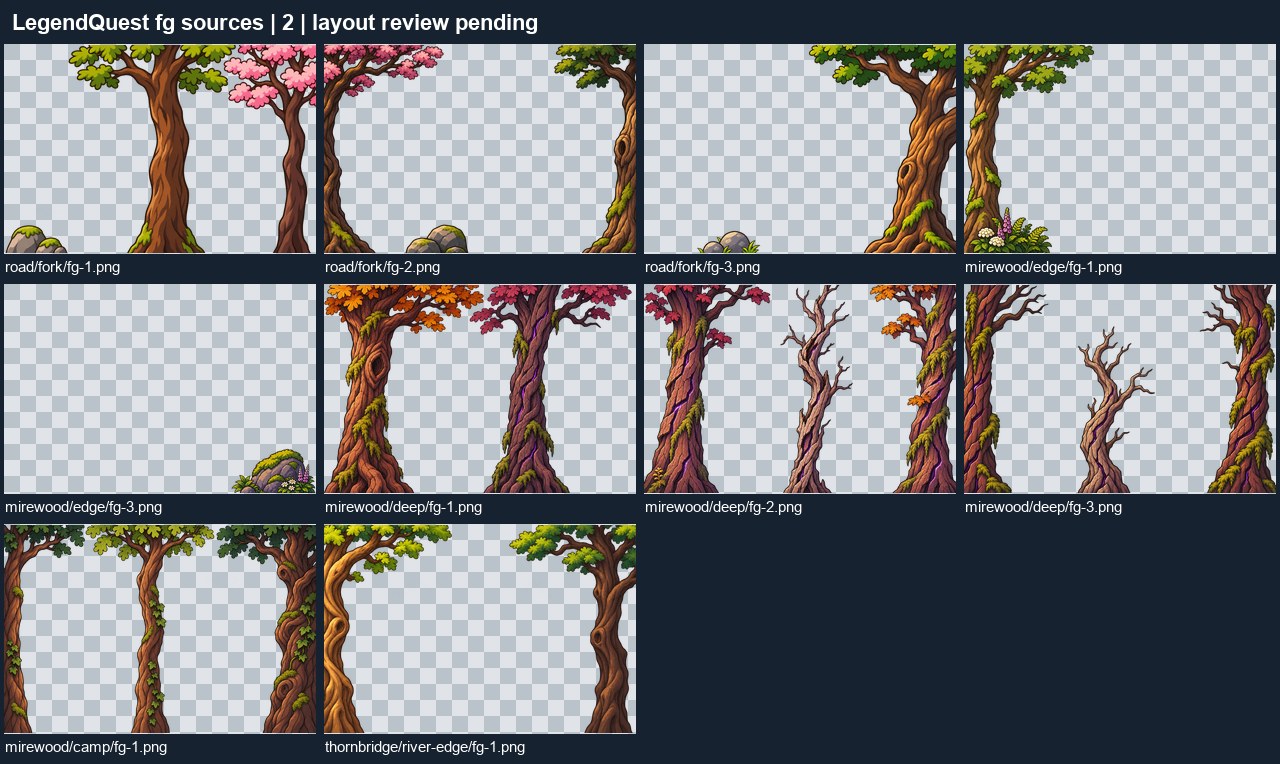 LegendQuest fg sources | 2 | layout review pending
road/fork/fg-1.png
road/fork/fg-2.png
road/fork/fg-3.png
mirewood/edge/fg-1.png
mirewood/edge/fg-3.png
mirewood/deep/fg-1.png
mirewood/deep/fg-2.png
mirewood/deep/fg-3.png
mirewood/camp/fg-1.png
thornbridge/river-edge/fg-1.png